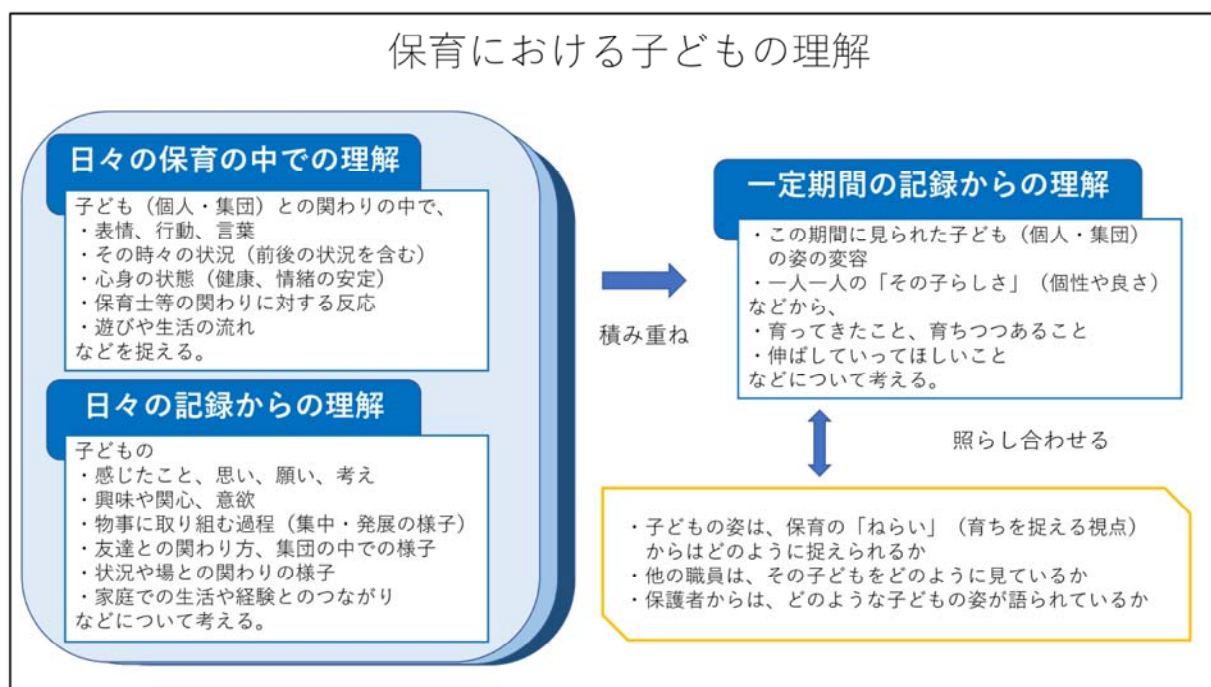 保育における子どもの理解
日々の保育の中での理解
子ども（個人・集団）との関わりの中で、
・表情、行動、言葉
・その時々の状況（前後の状況を含む）
・心身の状態（健康、情緒の安定）
・保育士等の関わりに対する反応
・遊びや生活の流れ
などを捉える。
日々の記録からの理解
子どもの
・感じたこと、思い、願い、考え
・興味や関心、意欲
・物事に取り組む過程（集中・発展の様子）
・友達との関わり方、集団の中での様子
・状況や場との関わりの様子
・家庭での生活や経験とのつながり
などについて考える。
積み重ね
一定期間の記録からの理解
・この期間に見られた子ども（個人・集団）
の姿の変容
・一人一人の「その子らしさ」（個性や良さ）
などから、
・育ってきたこと、育ちつつあること
・伸ばしていってほしいこと
などについて考える。
照らし合わせる
・子どもの姿は、保育の「ねらい」（育ちを捉える視点）
からはどのように捉えられるか
・他の職員は、その子どもをどのように見ているか
・保護者からは、どのような子どもの姿が語られているか